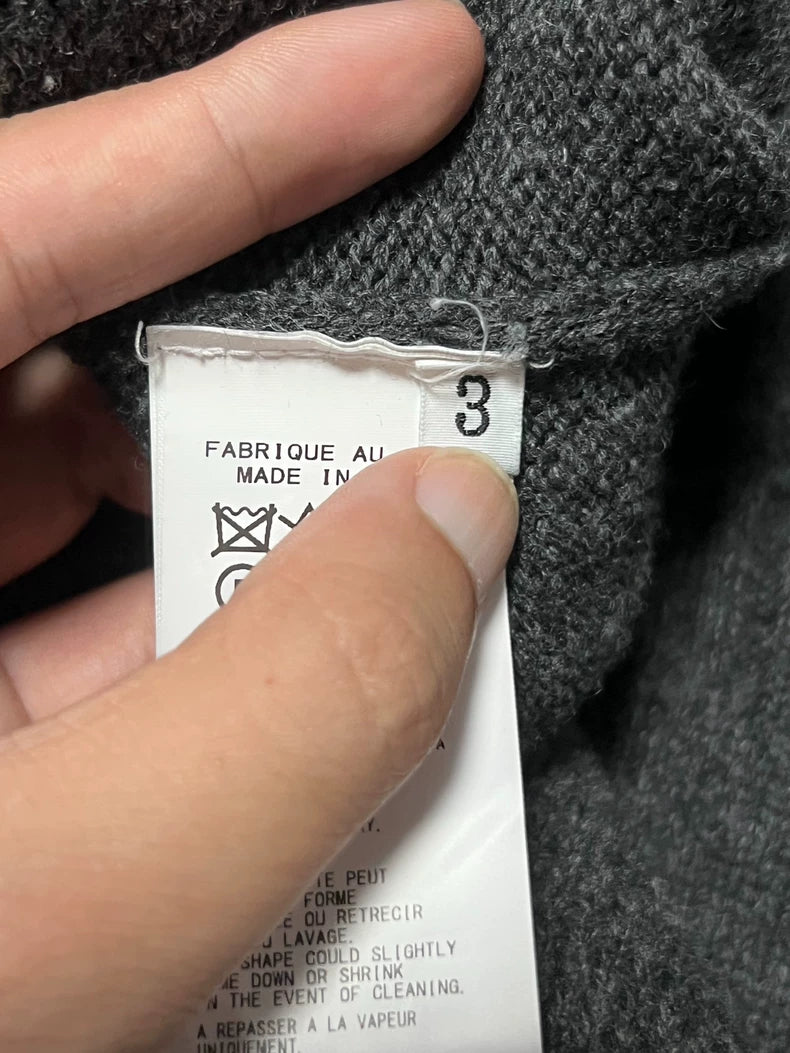 3
FABRIQUE AU
MADE IN
PEUT
FORME
OU RETRECIR
LAVAGE.
SHAPE COULD SLIGHTLY
DOWN OR SHRINK
THE EVENT OF CLEANING.
A REPASSER A LA VAPEUR
UNIQUEMENT.